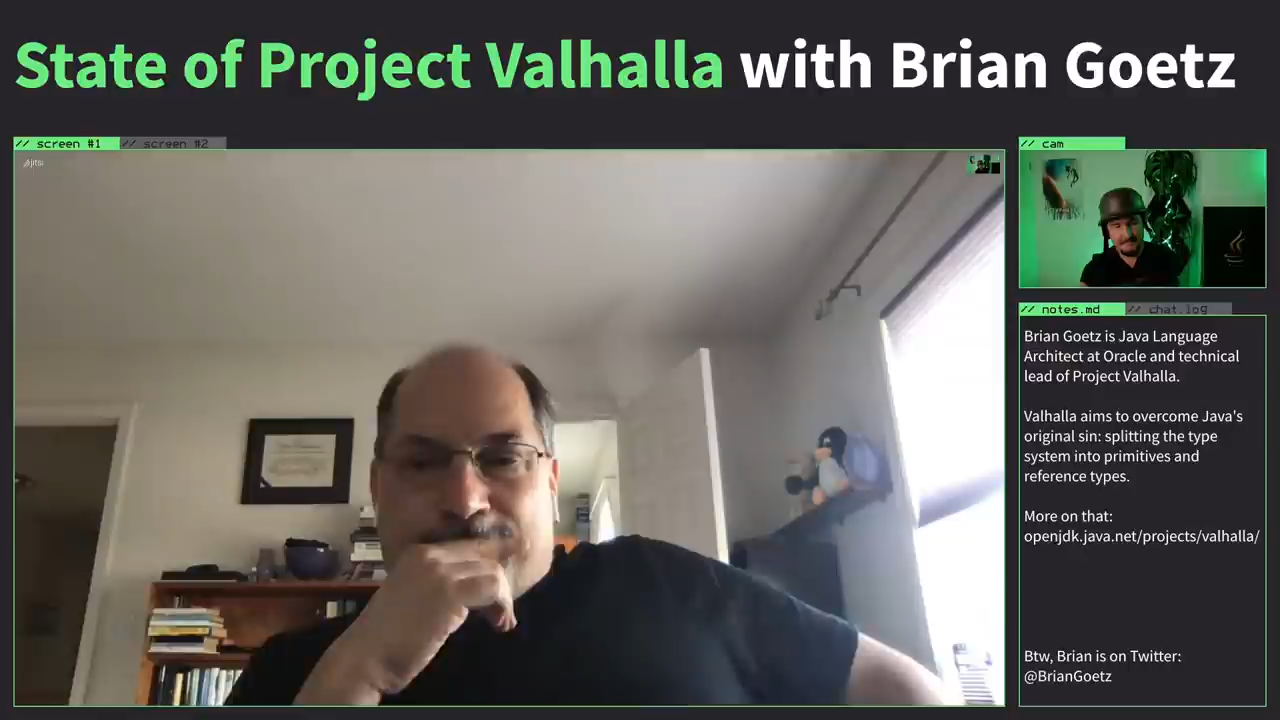 State of Project Valhalla with Brian Goetz
// screen #1 // screen #2
// cam
jitsi
// notes.md // chat.log
Brian Goetz is Java Language
Architect at Oracle and technical
lead of Project Valhalla.
Valhalla aims to overcome Java's
original sin: splitting the type
system into primitives and
reference types.
More on that:
openjdk.java.net/projects/valhalla/
Btw, Brian is on Twitter:
@BrianGoetz